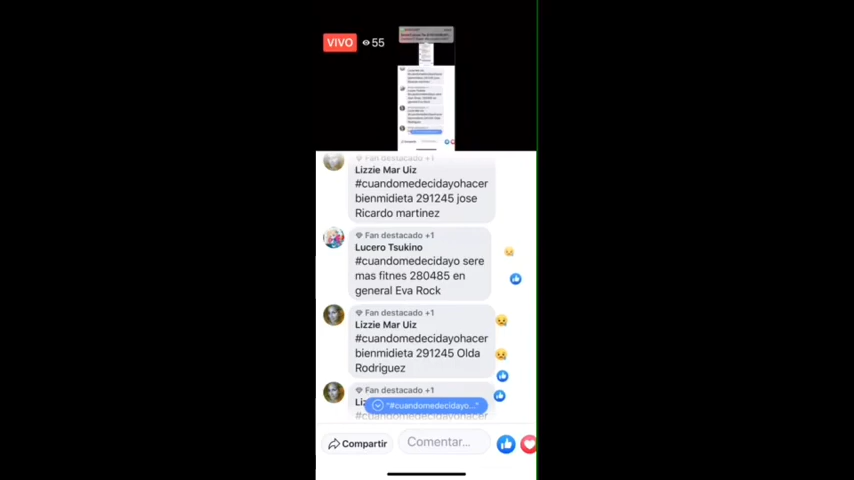 VIVO 55
Fan destacado +1
Lizzie Mar Uiz
#cuandomedecidayohacer
bienmidieta 291245 jose
Ricardo martinez
Fan destacado +1
Lucero Tsukino
#cuandomedecidayo sere
mas fitnes 280485 en
general Eva Rock
Fan destacado +1
Lizzie Mar Uiz
#cuandomedecidayohacer
bienmidieta 291245 Olda
Rodriguez
Fan destacado +1
"#cuandomedecidayo..."
#cuandomedecidayohacer
Compartir
Comentar...